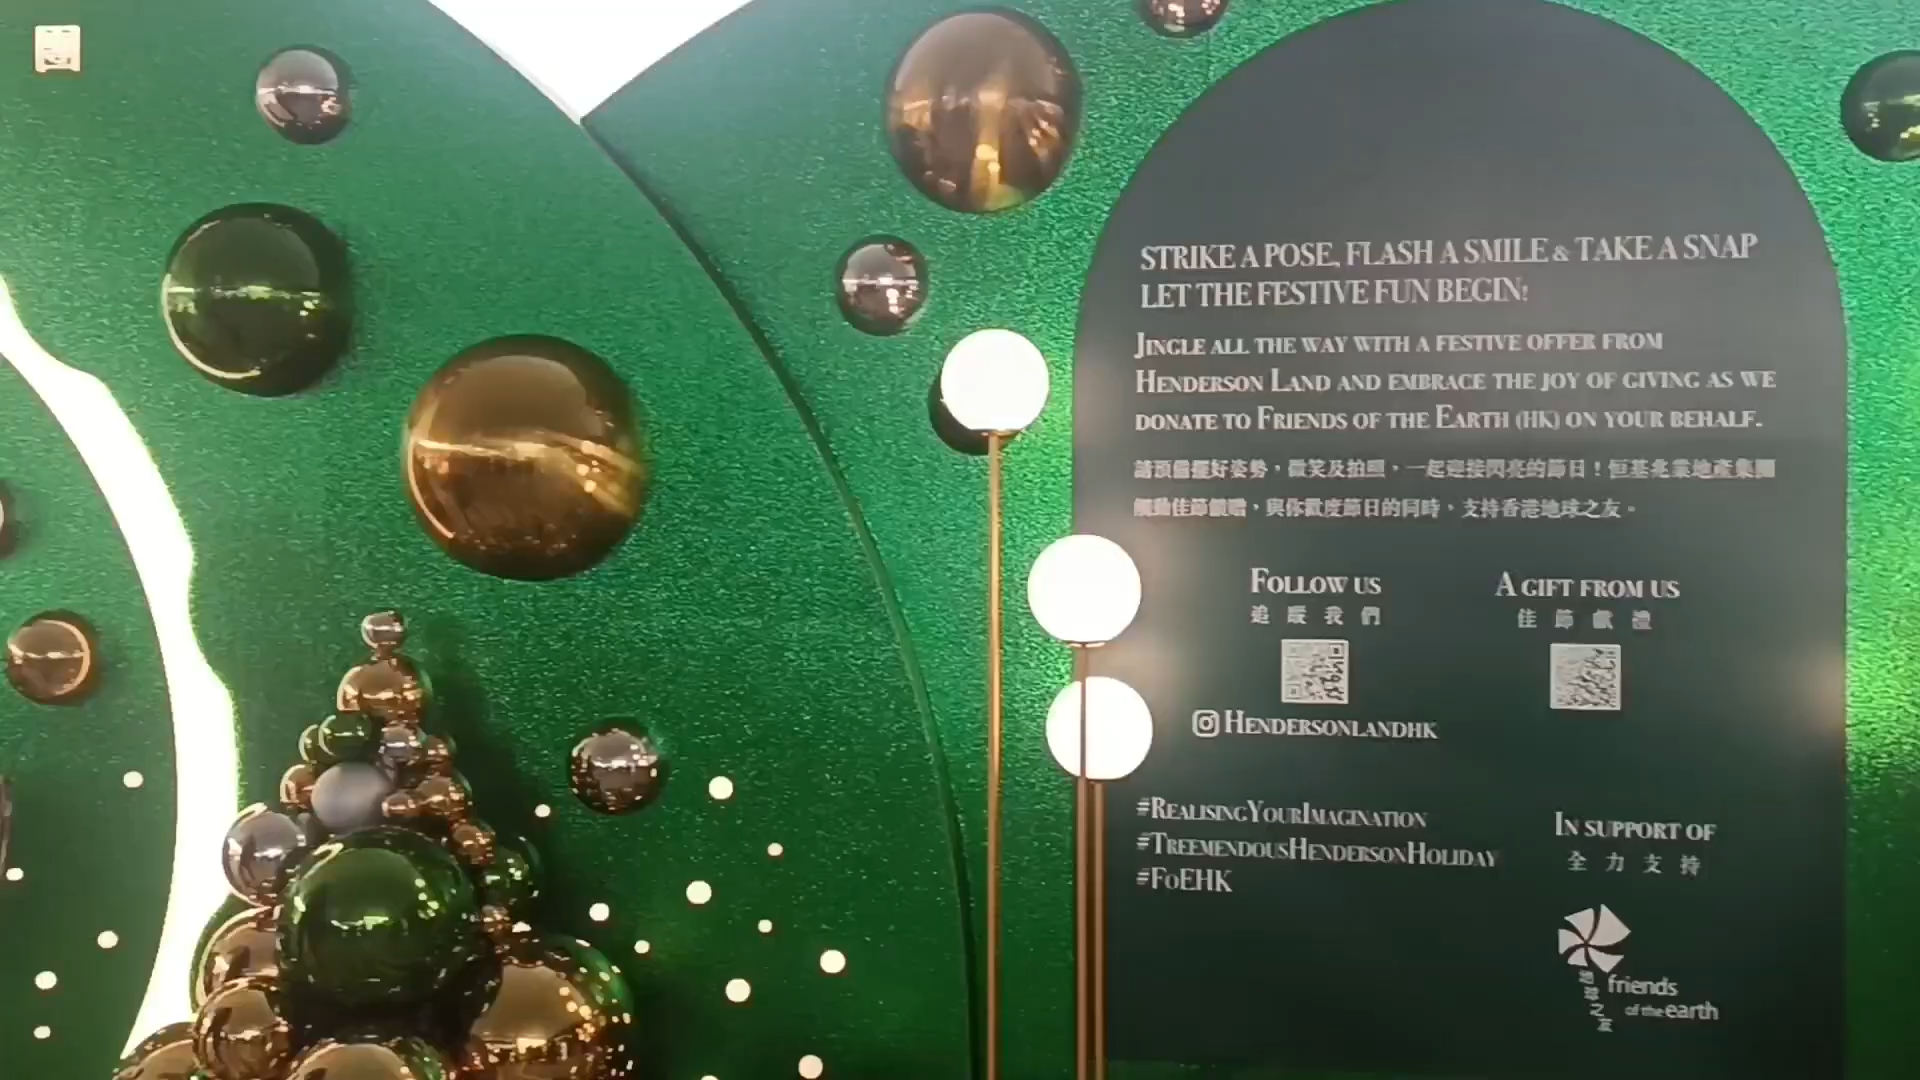 STRIKE A POSE, FLASH A SMILE & TAKE A SNAP
LET THE FESTIVE FUN BEGIN!
JINGLE ALL THE WAY WITH A FESTIVE OFFER FROM
HENDERSON LAND AND EMBRACE THE JOY OF GIVING AS WE
DONATE TO FRIENDS OF THE EARTH (HK) ON YOUR BEHALF.
請預備擺好姿勢,微笑及拍照,一起迎接閃亮的節日!恒基兆業地產集團
佳節,與你歡度節日的同時,支持香港地球之友。
FOLLOW US
追蹤我們
A GIFT FROM US
佳節獻禮
HENDERSONLANDHK
#REALISINGYOURIMAGINATION
#TREEMENDOUSHENDERSONHOLIDAY
#FOEHK
IN SUPPORT OF
全力支持
地球之友
friends
of the earth